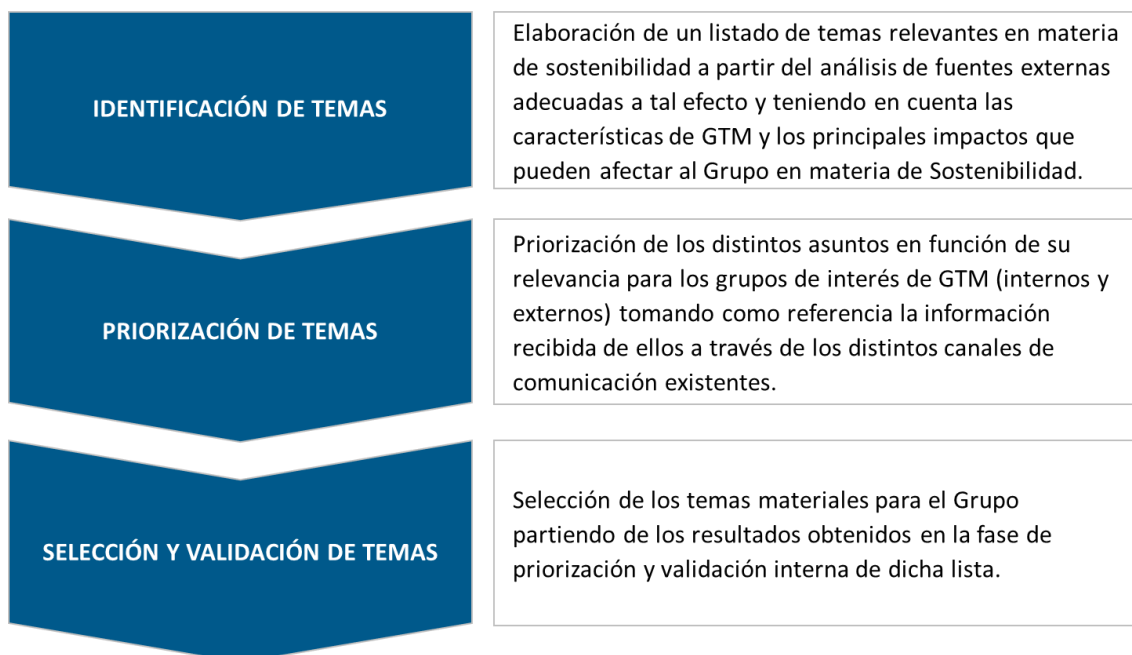 IDENTIFICACIÓN DE TEMAS
Elaboración de un listado de temas relevantes en materia
de sostenibilidad a partir del análisis de fuentes externas
adecuadas a tal efecto y teniendo en cuenta las
características de GTM y los principales impactos que
pueden afectar al Grupo en materia de Sostenibilidad.
PRIORIZACIÓN DE TEMAS
Priorización de los distintos asuntos en función de su
relevancia para los grupos de interés de GTM (internos y
externos) tomando como referencia la información
recibida de ellos a través de los distintos canales de
comunicación existentes.
SELECCIÓN Y VALIDACIÓN DE TEMAS
Selección de los temas materiales para el Grupo
partiendo de los resultados obtenidos en la fase de
priorización y validación interna de dicha lista.